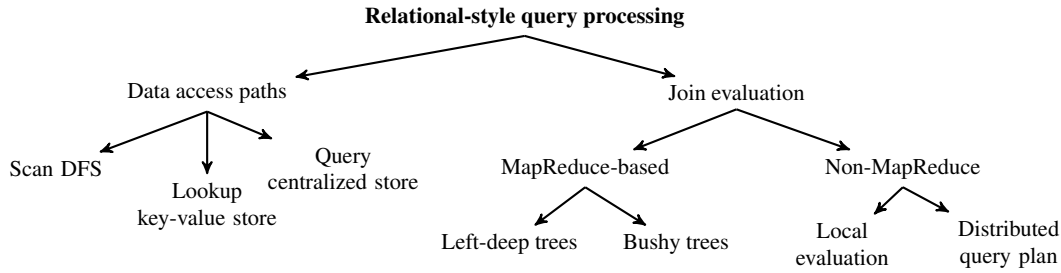 Relational-style query processing
Data access paths
Join evaluation
Scan DFS
Lookup
key-value store
Query
centralized store
MapReduce-based
Non-MapReduce
Left-deep trees
Bushy trees
Local
evaluation
Distributed
query plan